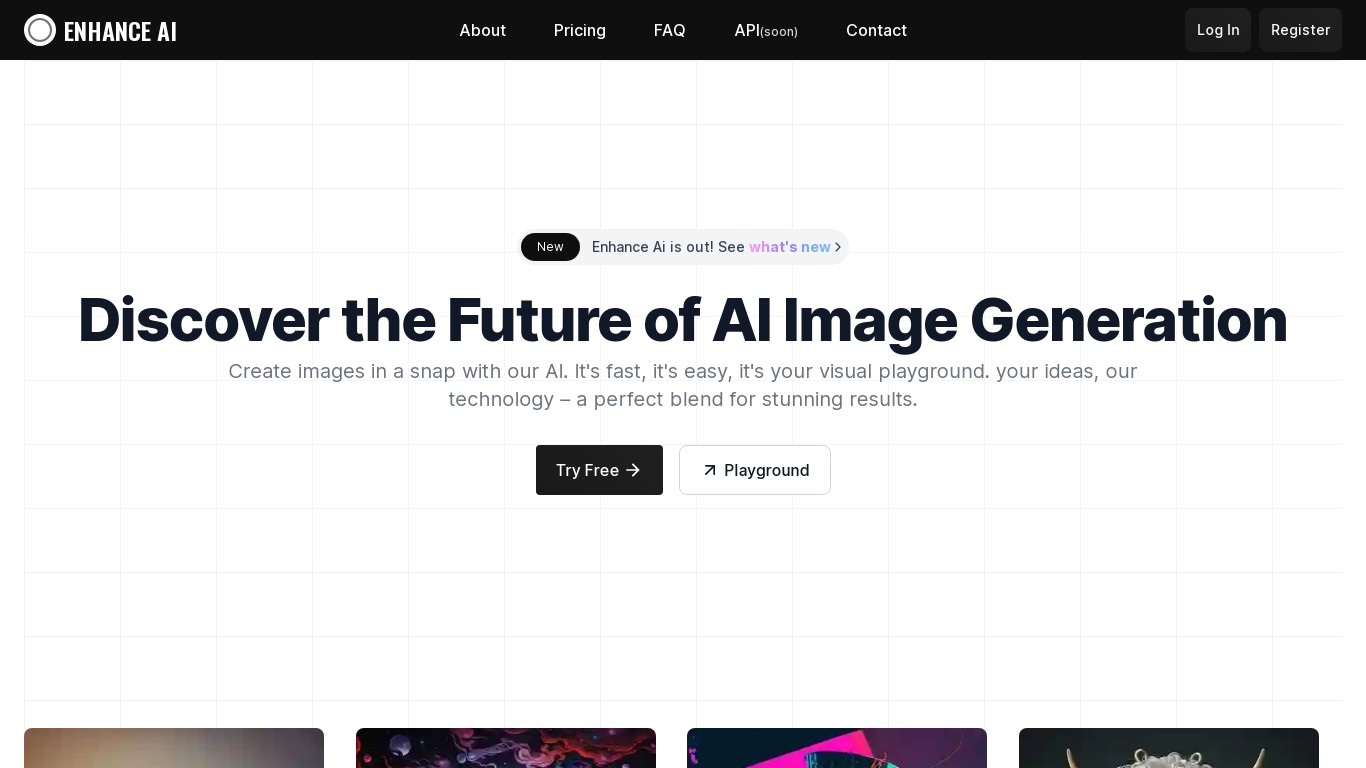 ENHANCE AI
About
Pricing
FAQ
API(soon)
Contact
Log In
Register
New
Enhance Ai is out! See what's new
Discover the Future of AI Image Generation
Create images in a snap with our AI. It's fast, it's easy, it's your visual playground. your ideas, our
technology – a perfect blend for stunning results.
Try Free
Playground